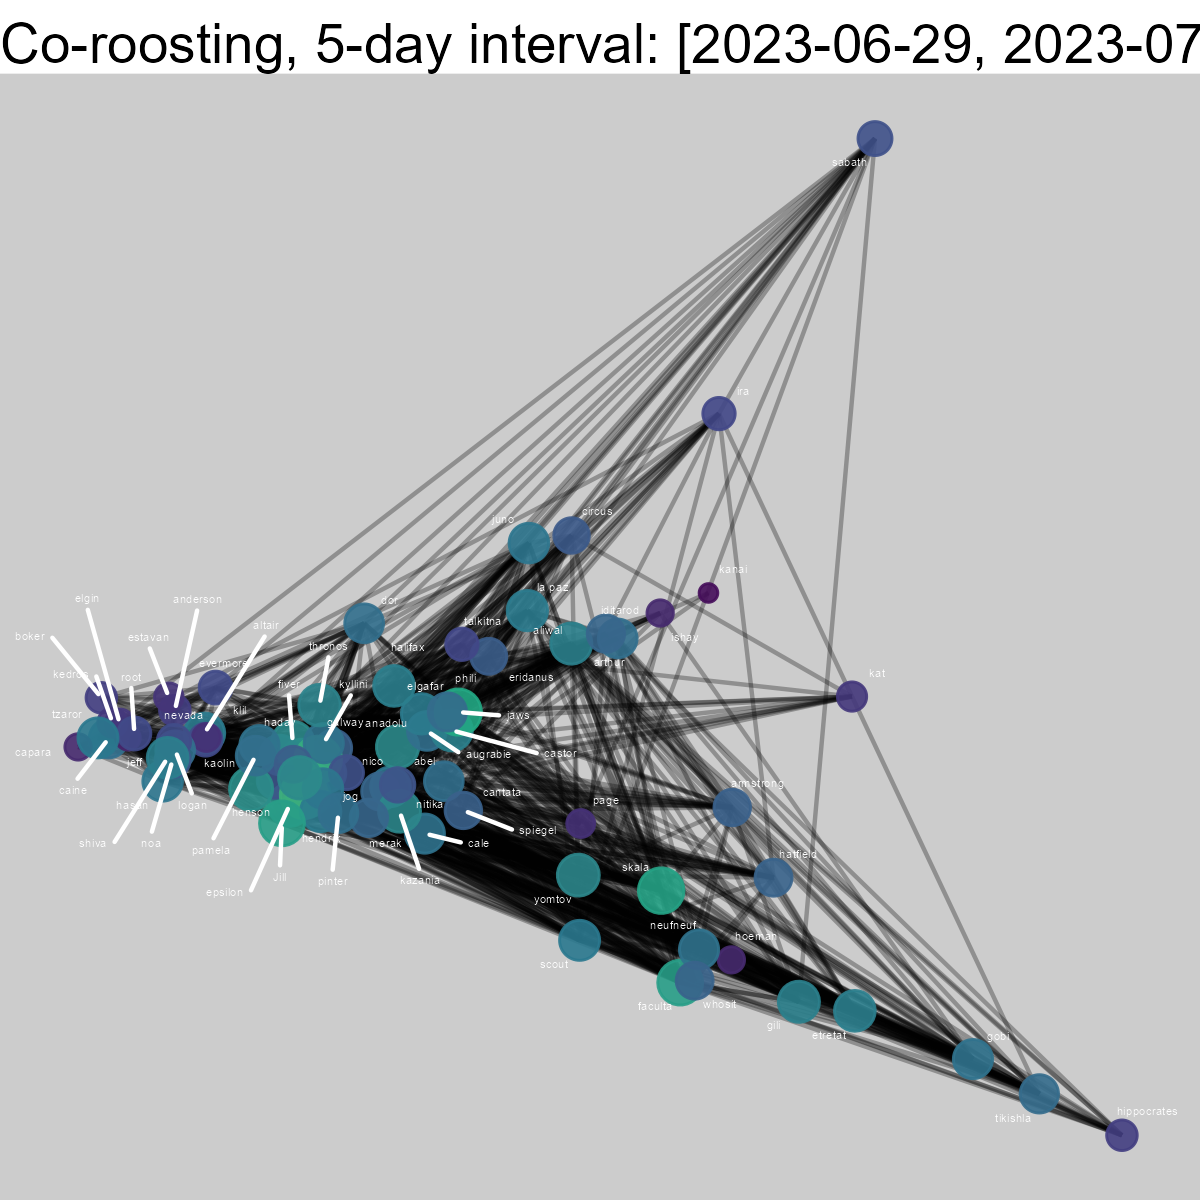 Co-roosting, 5-day interval: [2023-06-29, 2023-07
sabath
ira
juno
circus
kanai
la paz
elgin
anderson
dor
iditarod
talkitna
aliwal
ishay
boker
estavan
altair
thronos
halifax
arthur
evermore
kedron
root
fiver
kyllini
elgafar
phili
eridanus
kat
tzaror
nevada
klil
hadar
galway
anadolu
jaws
capara
jeff
kaolin
nico
abel
augrabie
castor
caine
hasan
logan
henson
jog
nitika
cantata
page
armstrong
shiva
noa
pamela
hendrix
merak
cale
spiegel
hatfield
epsilon
Jill
pinter
kazania
skala
yomtov
neufneuf
hoeman
scout
faculta
whosit
gill
etretat
gobi
tikishla
hippocrates